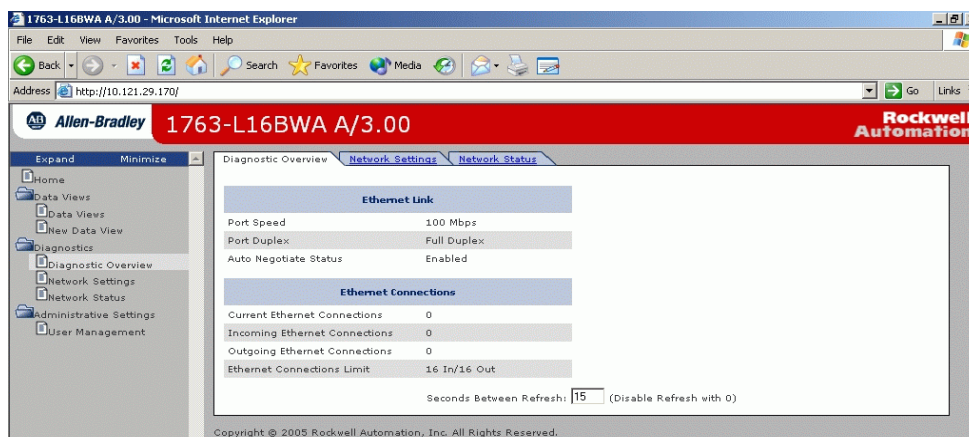 1763-L16BWA A/3.00 - Microsoft Internet Explorer
File Edit View Favorites Tools Help
Back Search Favorites Media
Address http://10.121.29.170/ Go Links
AB Allen-Bradley 1763-L16BWA A/3.00 Rockwell Automation
Expand Minimize
Home
Data Views
Data Views
New Data View
Diagnostics
Diagnostic Overview
Network Settings
Network Status
Administrative Settings
User Management
Diagnostic Overview Network Settings Network Status
Ethernet Link
Port Speed 100 Mbps
Port Duplex Full Duplex
Auto Negotiate Status Enabled
Ethernet Connections
Current Ethernet Connections 0
Incoming Ethernet Connections 0
Outgoing Ethernet Connections 0
Ethernet Connections Limit 16 In/16 Out
Seconds Between Refresh: 15 (Disable Refresh with 0)
Copyright © 2005 Rockwell Automation, Inc. All Rights Reserved.